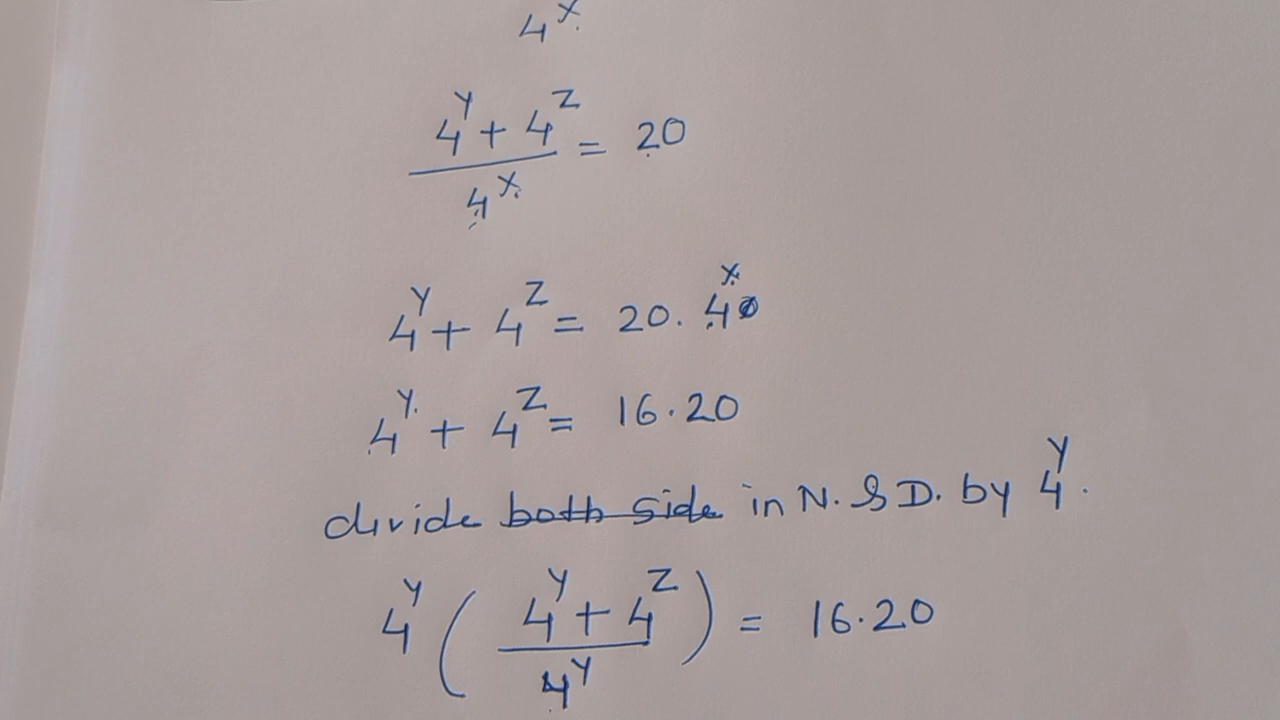 4^x
(4^y + 4^z) / 4^x = 20
4^y + 4^z = 20. 4^x
4^y + 4^z = 16.20
divide both side in N. & D. by 4^y.
4^y ( (4^y + 4^z) / 4^y ) = 16.20